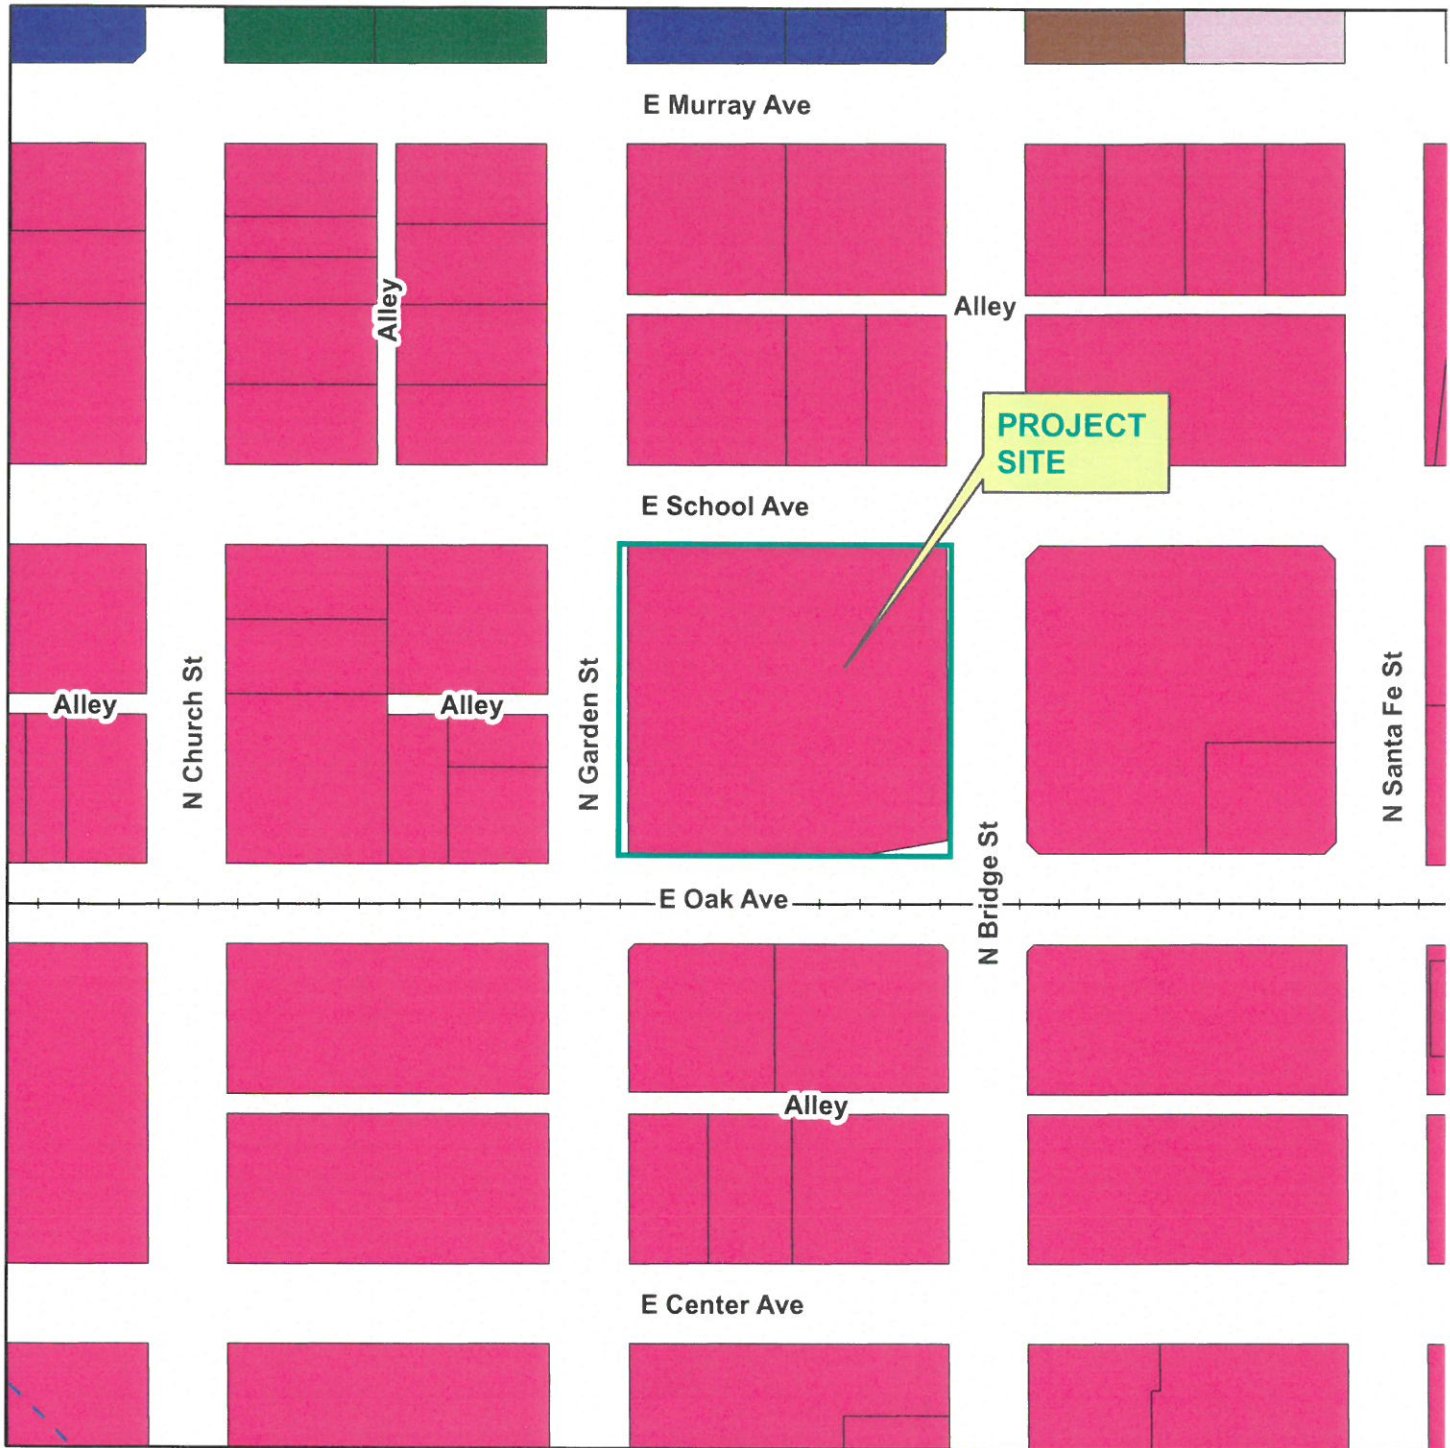 E Murray Ave
Alley
Alley
PROJECT
SITE
E School Ave
N Church St
N Garden St
N Santa Fe St
Alley
Alley
N Bridge St
E Oak Ave
Alley
E Center Ave